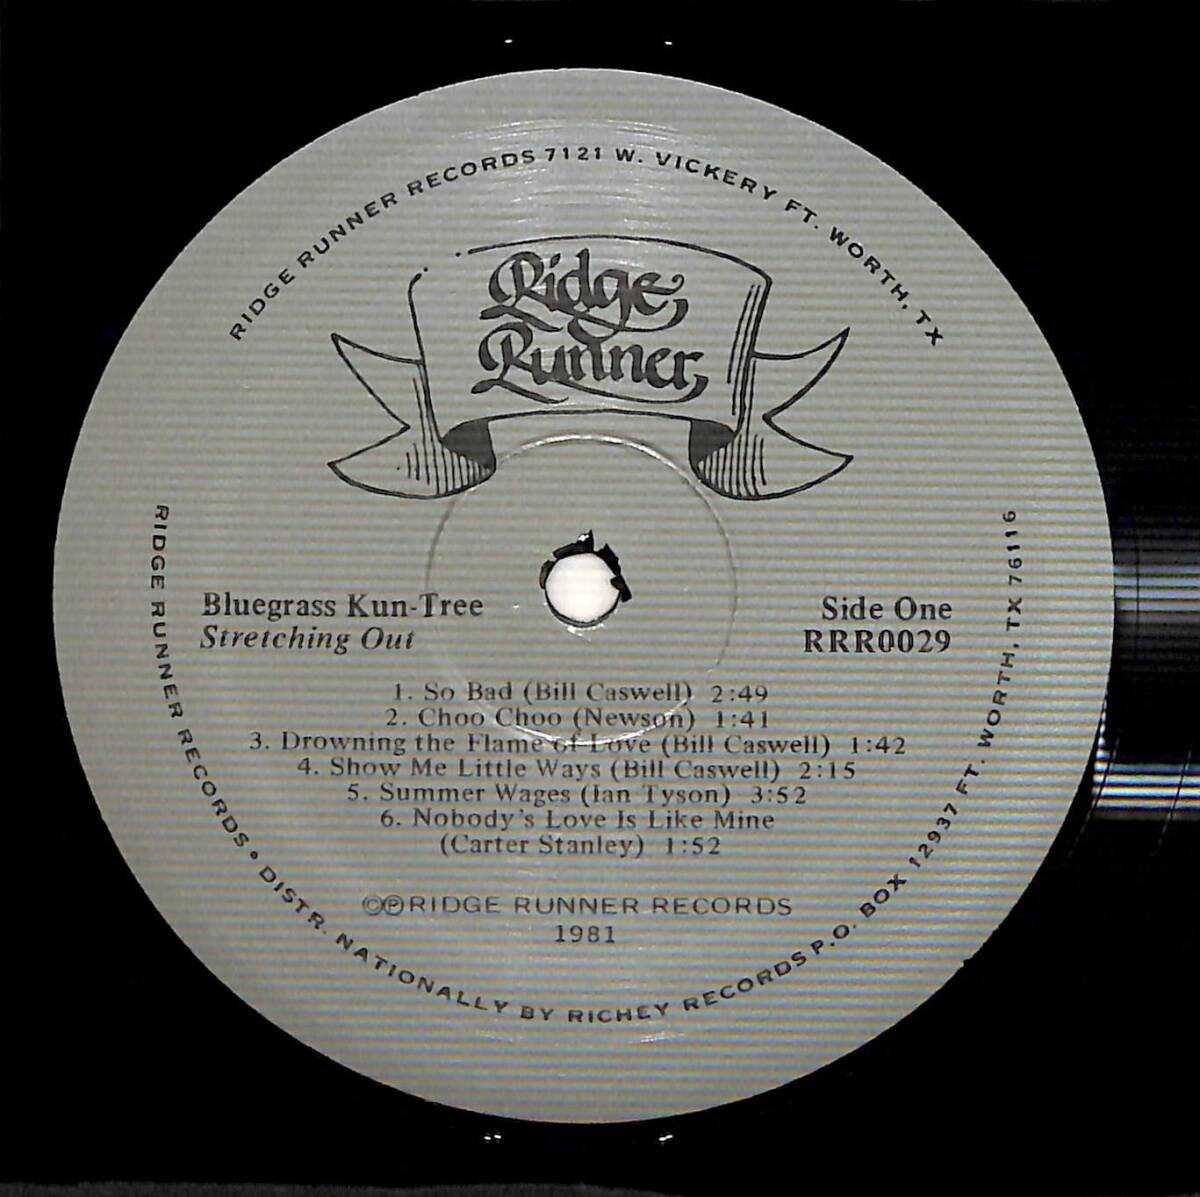 RIDGE RUNNER RECORDS 7121 W. VICKERY FT. WORTH, TX
Ridge
Runner
Bluegrass Kun-Tree
Stretching Out
Side One
RRR0029
1. So Bad (Bill Caswell) 2:49
2. Choo Choo (Newson) 1:41
3. Drowning the Flame of Love (Bill Caswell) 1:42
4. Show Me Little Ways (Bill Caswell) 2:15
5. Summer Wages (Ian Tyson) 3:52
6. Nobody's Love Is Like Mine
(Carter Stanley) 1:52
©℗RIDGE RUNNER RECORDS
1981
RIDGE RUNNER RECORDS • DISTR. NATIONALLY BY RICHEY RECORDS P.O. BOX 12937 FT. WORTH, TX 76116